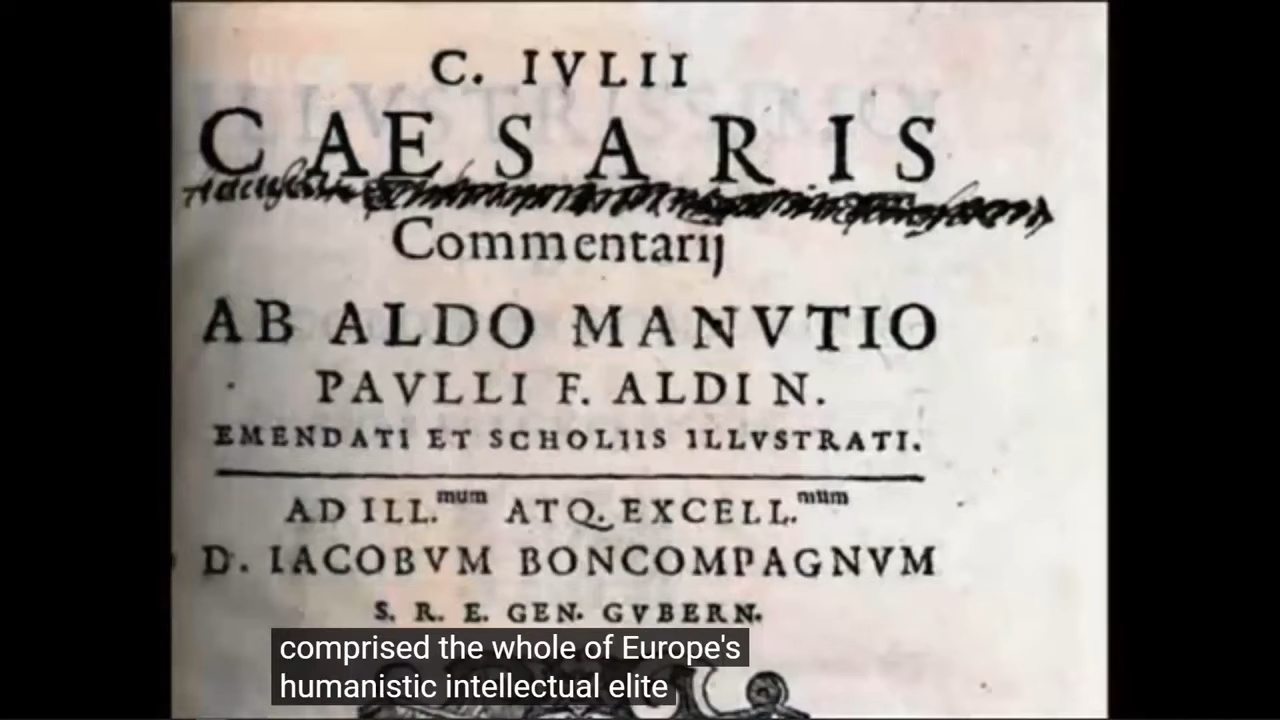 C. IVLII
CAESARIS
Commentarij
AB ALDO MANVTIO
PAVLLI F. ALDI N.
EMENDATI ET SCHOLIIS ILLVSTRATI.
AD ILL.mum ATQ. EXCELL.mum
D. IACOBVM BONCOMPAGNVM
S. R. E. GEN. GVBERN.
comprised the whole of Europe's
humanistic intellectual elite